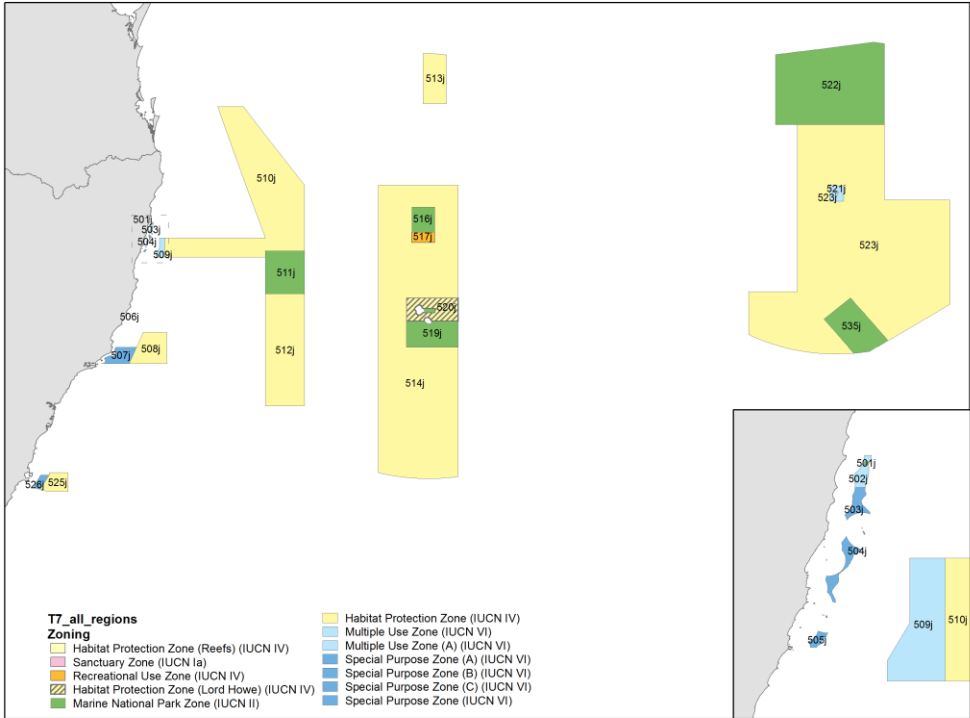 513j
522j
510j
521j
523j
501j
503j
516j
504j
517j
509j
523j
511j
520j
506j
519j
535j
508j
507j
512j
514j
526j
525j
501j
502j
503j
504j
505j
509j
510j
T7_all_regions
Zoning
Habitat Protection Zone (Reefs) (IUCN IV)
Sanctuary Zone (IUCN Ia)
Recreational Use Zone (IUCN IV)
Habitat Protection Zone (Lord Howe) (IUCN IV)
Marine National Park Zone (IUCN II)
Habitat Protection Zone (IUCN IV)
Multiple Use Zone (IUCN VI)
Multiple Use Zone (A) (IUCN VI)
Special Purpose Zone (A) (IUCN VI)
Special Purpose Zone (B) (IUCN VI)
Special Purpose Zone (C) (IUCN VI)
Special Purpose Zone (IUCN VI)